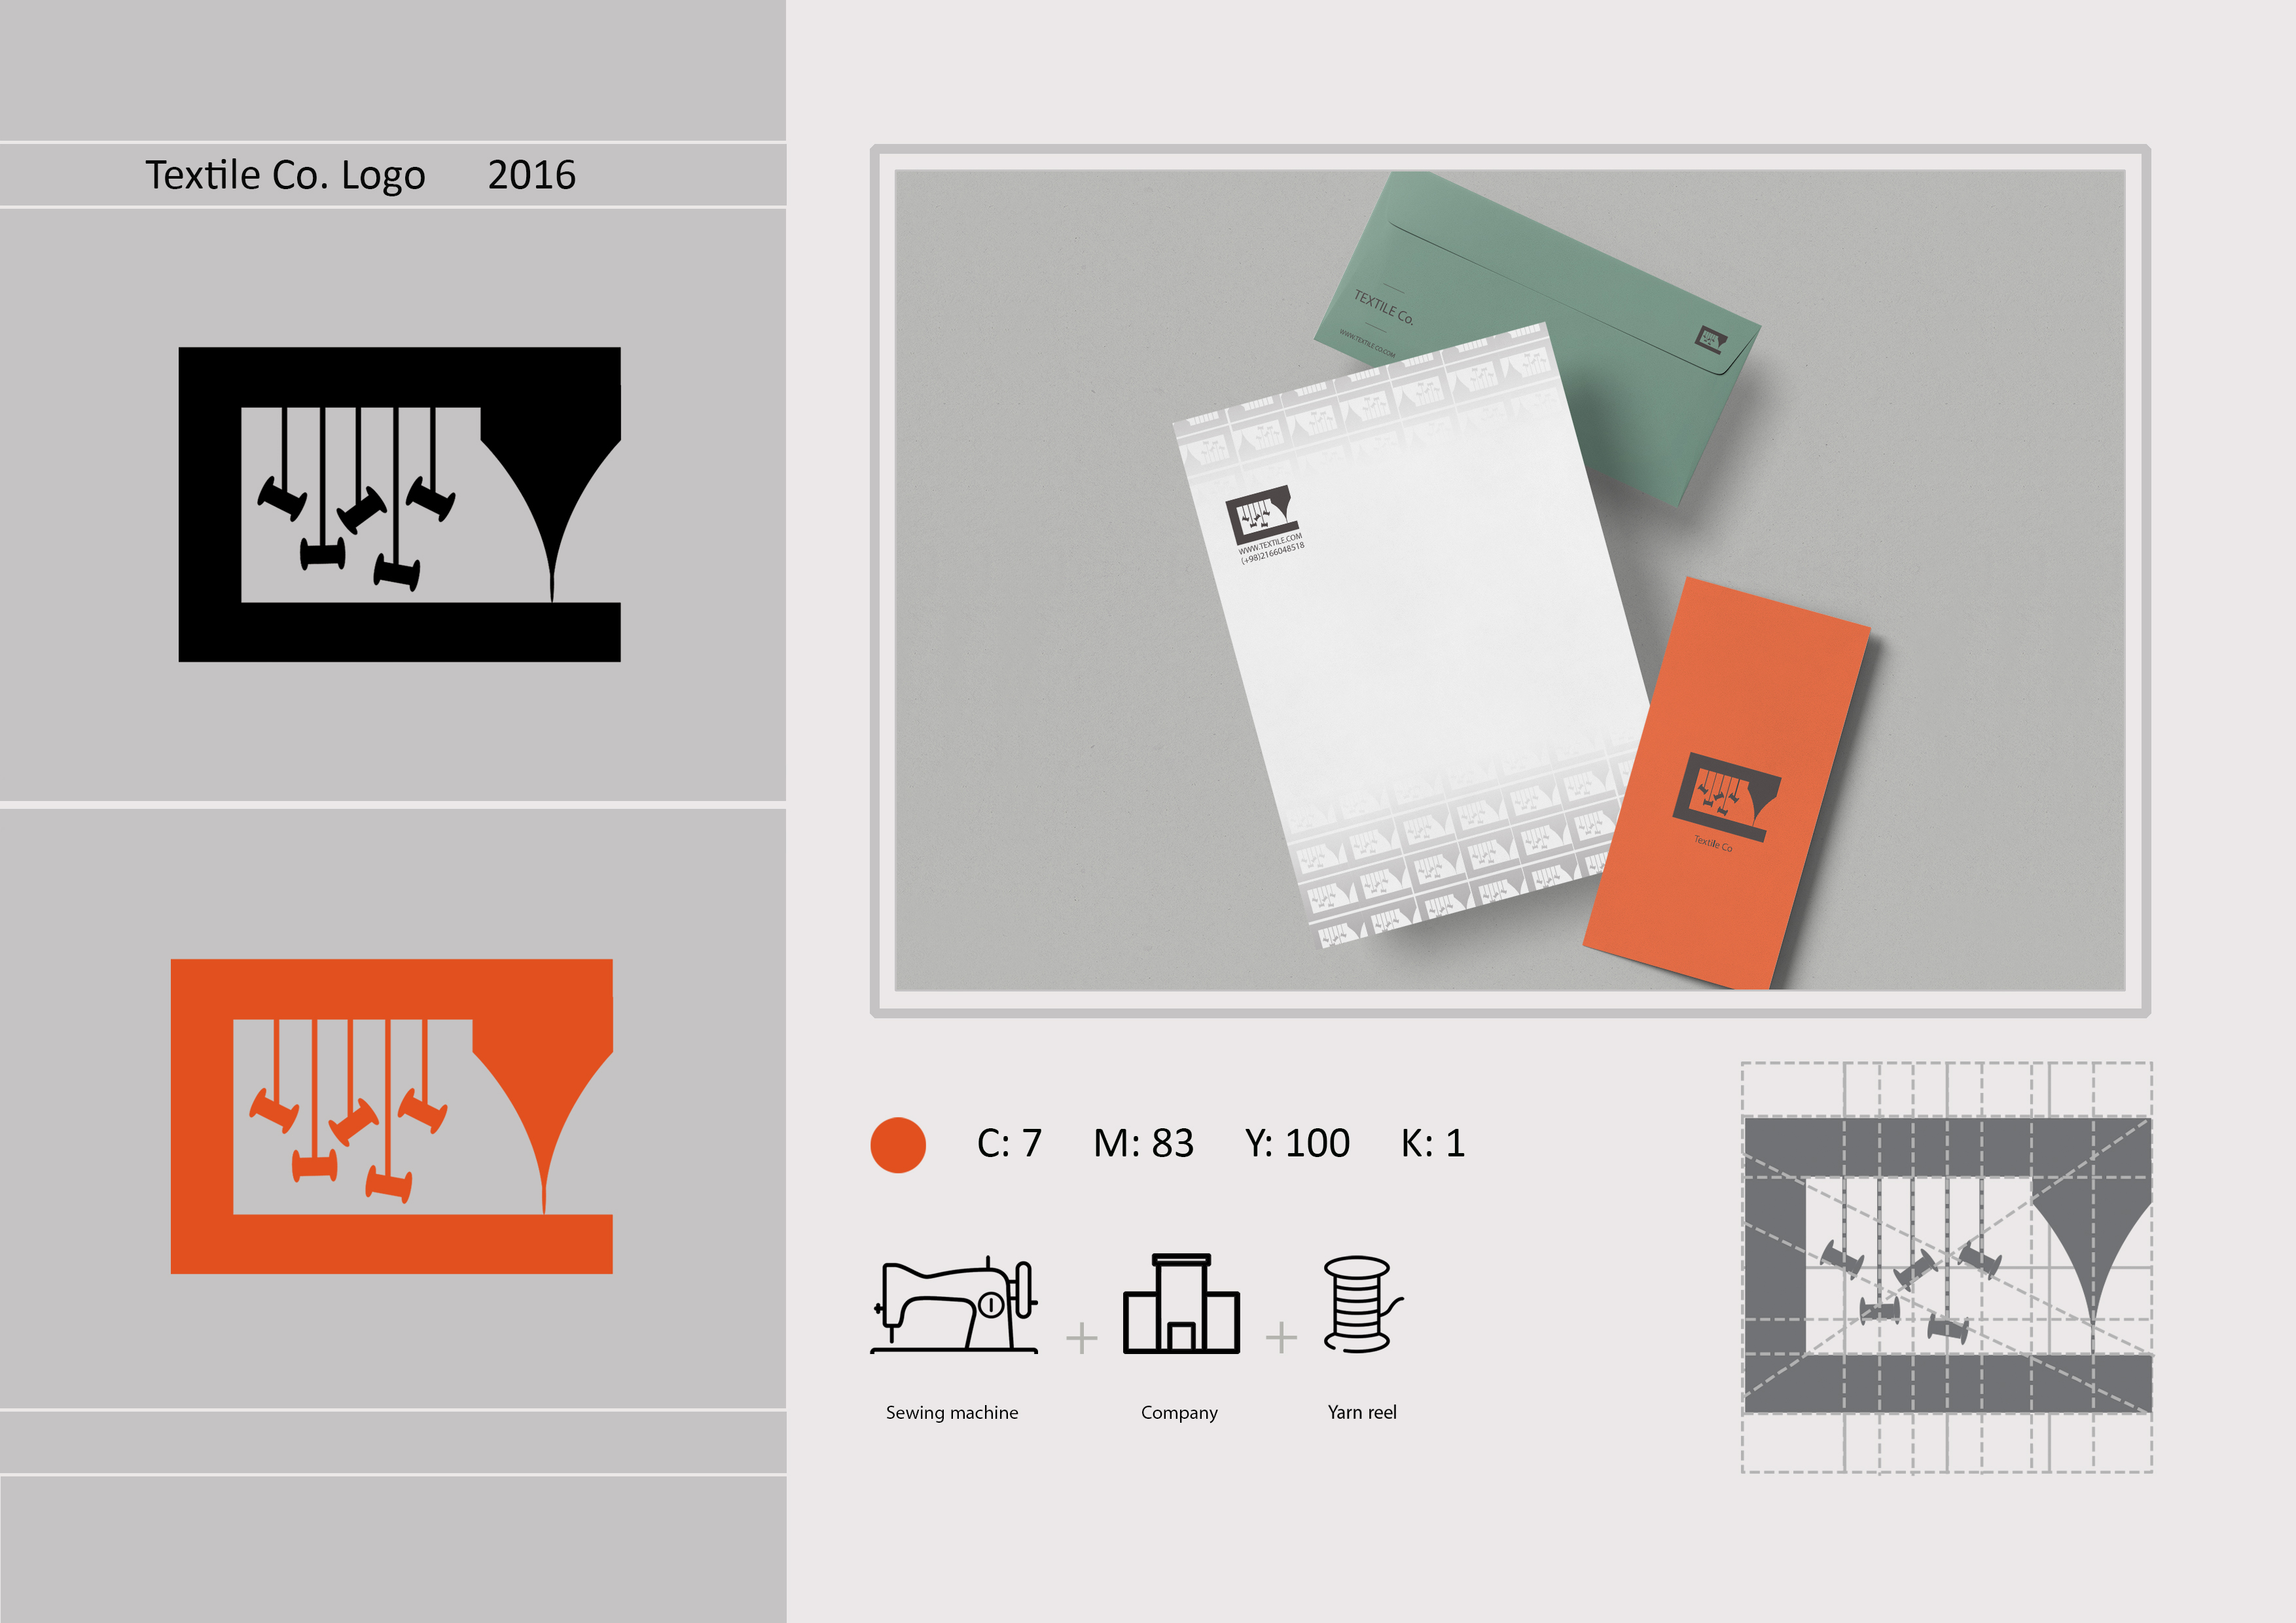 Textile Co. Logo 2016
TEXTILE Co.
WWW.TEXTILE CO.COM
WWW.TEXTILE.COM
(+98)2166048518
Textile Co
C: 7 M: 83 Y: 100 K: 1
Sewing machine
Company
Yarn reel